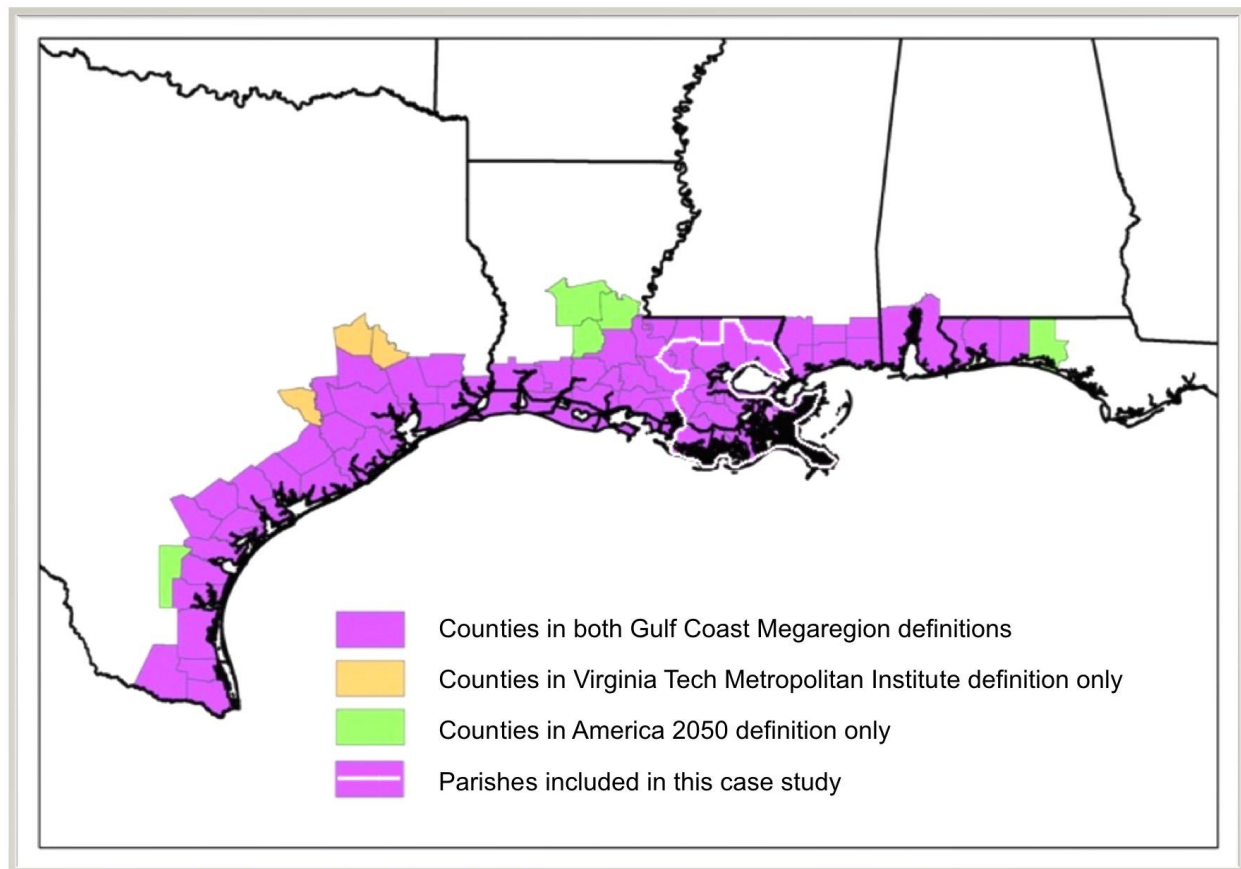 Counties in both Gulf Coast Megaregion definitions
Counties in Virginia Tech Metropolitan Institute definition only
Counties in America 2050 definition only
Parishes included in this case study